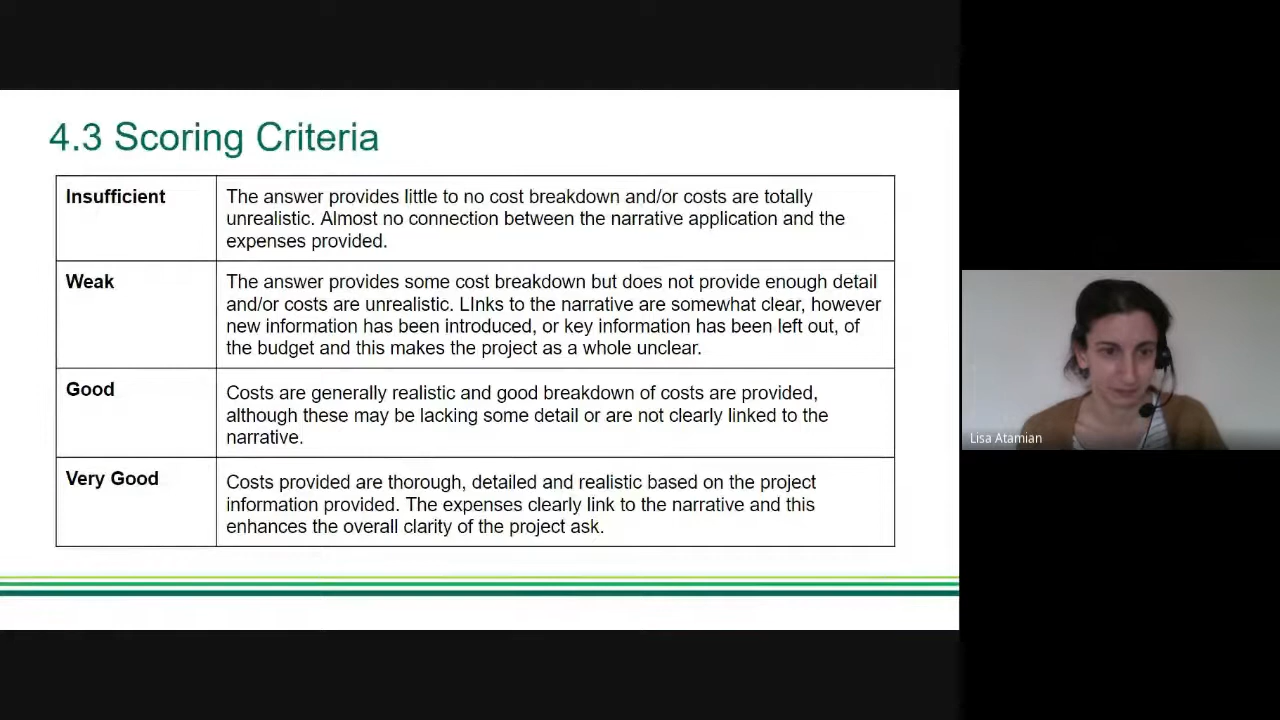 4.3 Scoring Criteria
Insufficient
The answer provides little to no cost breakdown and/or costs are totally
unrealistic. Almost no connection between the narrative application and the
expenses provided.
Weak
The answer provides some cost breakdown but does not provide enough detail
and/or costs are unrealistic. LInks to the narrative are somewhat clear, however
new information has been introduced, or key information has been left out, of
the budget and this makes the project as a whole unclear.
Good
Costs are generally realistic and good breakdown of costs are provided,
although these may be lacking some detail or are not clearly linked to the
narrative.
Very Good
Costs provided are thorough, detailed and realistic based on the project
information provided. The expenses clearly link to the narrative and this
enhances the overall clarity of the project ask.
Lisa Atamian